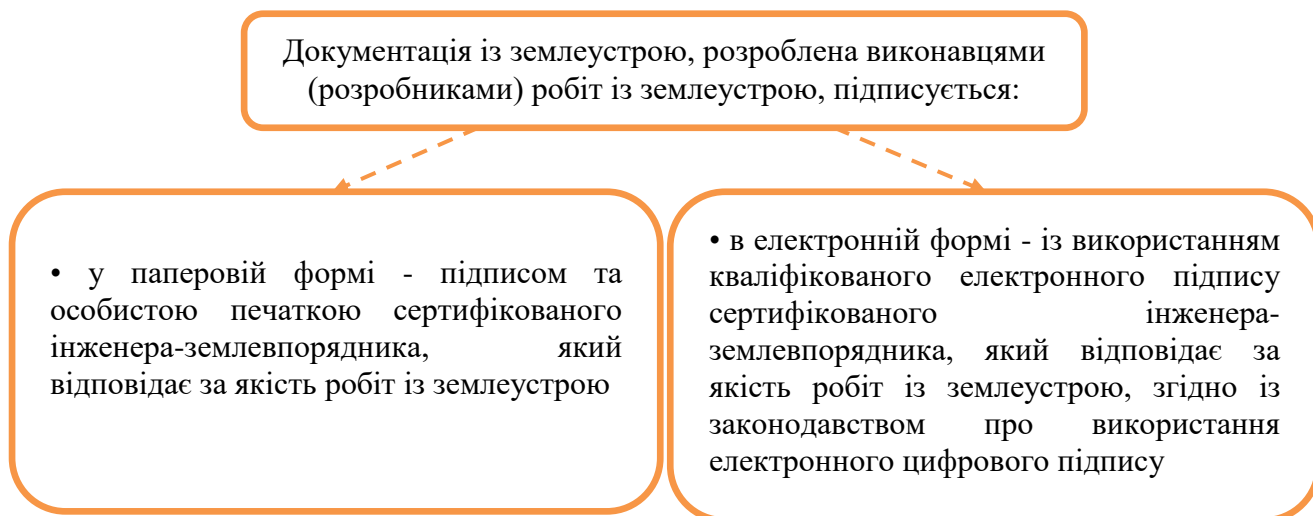 Документація із землеустрою, розроблена виконавцями
(розробниками) робіт із землеустрою, підписується:
• у паперовій формі - підписом та
особистою печаткою сертифікованого
інженера-землевпорядника, який
відповідає за якість робіт із землеустрою
• в електронній формі - із використанням
кваліфікованого електронного підпису
сертифікованого інженера-
землевпорядника, який відповідає за
якість робіт із землеустрою, згідно із
законодавством про використання
електронного цифрового підпису